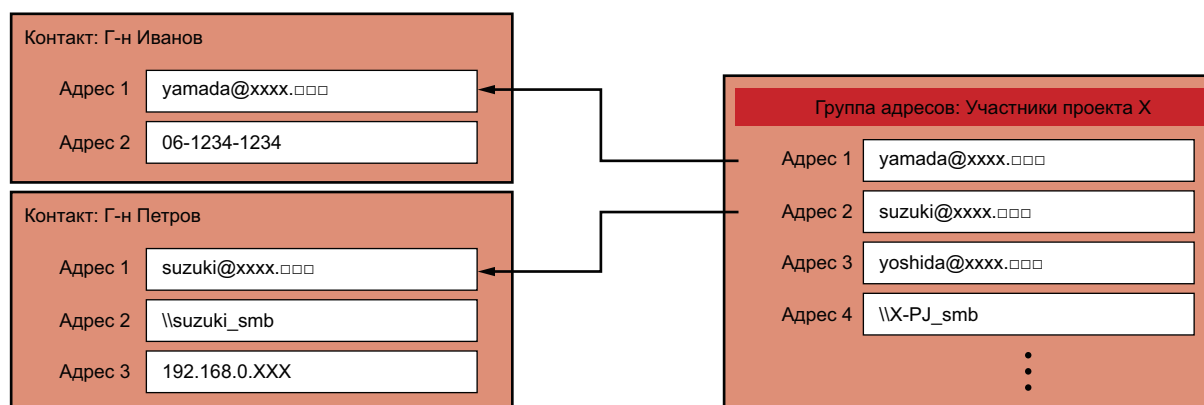 Контакт: Г-н Иванов
Адрес 1 yamada@xxxx.□□□
Адрес 2 06-1234-1234
Контакт: Г-н Петров
Адрес 1 suzuki@xxxx.□□□
Адрес 2 \\suzuki_smb
Адрес 3 192.168.0.XXX
Группа адресов: Участники проекта X
Адрес 1 yamada@xxxx.□□□
Адрес 2 suzuki@xxxx.□□□
Адрес 3 yoshida@xxxx.□□□
Адрес 4 \\X-PJ_smb